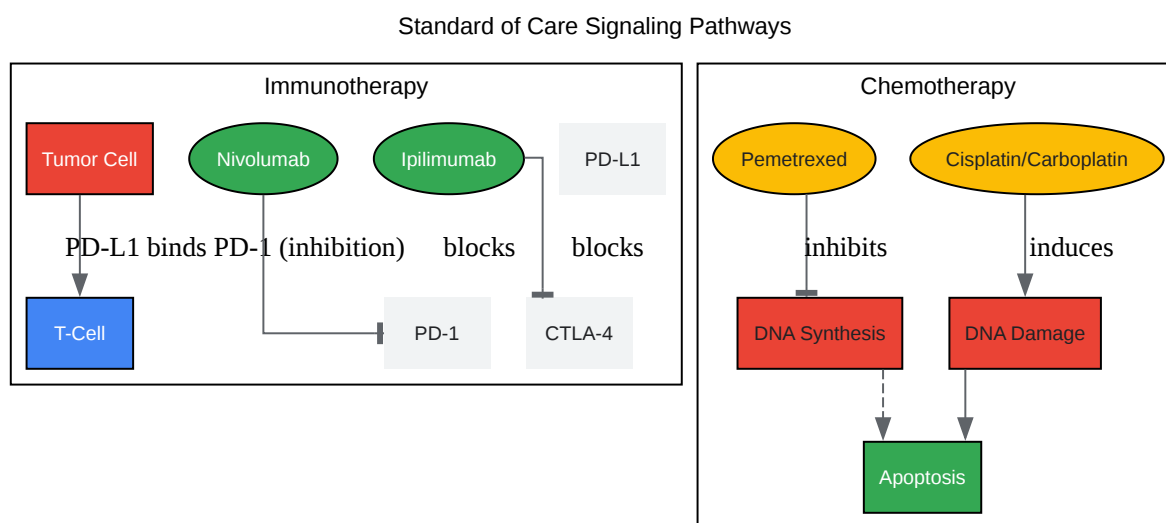 Standard of Care Signaling Pathways
Immunotherapy
Tumor Cell
Nivolumab
Ipilimumab
PD-L1
PD-L1 binds PD-1 (inhibition)
blocks
blocks
T-Cell
PD-1
CTLA-4
Chemotherapy
Pemetrexed
Cisplatin/Carboplatin
inhibits
induces
DNA Synthesis
DNA Damage
Apoptosis